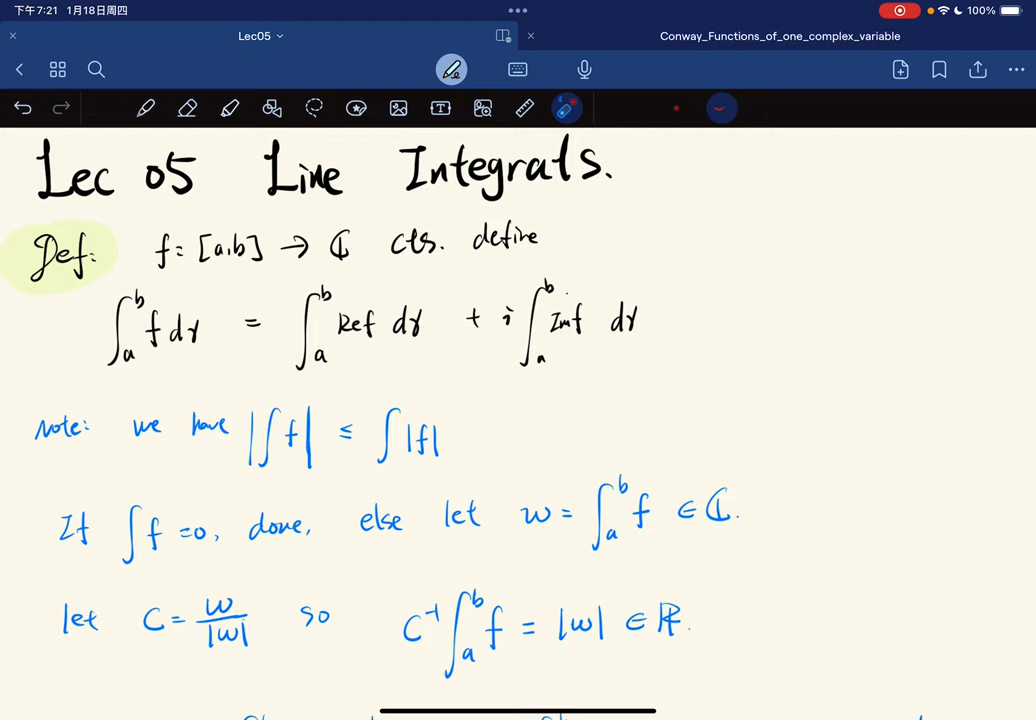 下午7:21 1月18日周四
100%
Lec05
Conway_Functions_of_one_complex_variable
Lec 05 Line Integrals.
Def: f: [a,b] → ℂ cts. define
∫_a^b f dγ = ∫_a^b Re f dγ + i ∫_a^b Im f dγ
Note: we have |∫ f| ≤ ∫ |f|
If ∫ f = 0, done, else let w = ∫_a^b f ∈ ℂ.
let C = w/|w| so C⁻¹ ∫_a^b f = |w| ∈ ℝ.